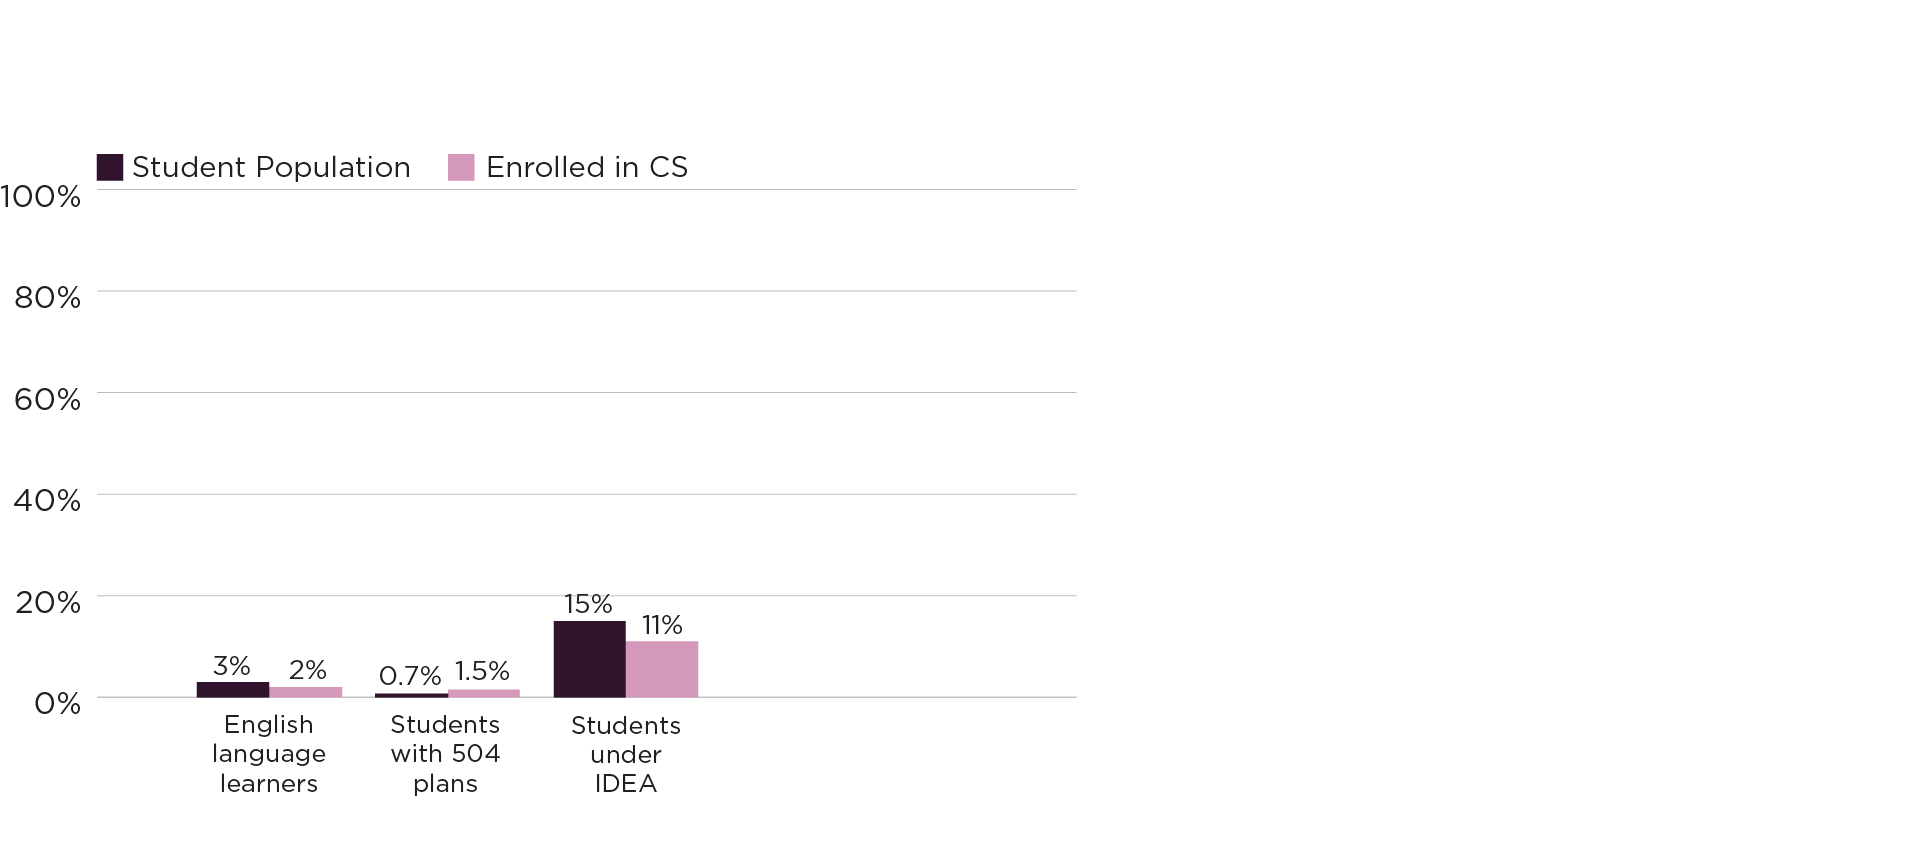 Student Population Enrolled in CS
100%
80%
60%
40%
20%
0%
3% 2% 0.7% 1.5% 15% 11%
English
language
learners
Students
with 504
plans
Students
under
IDEA